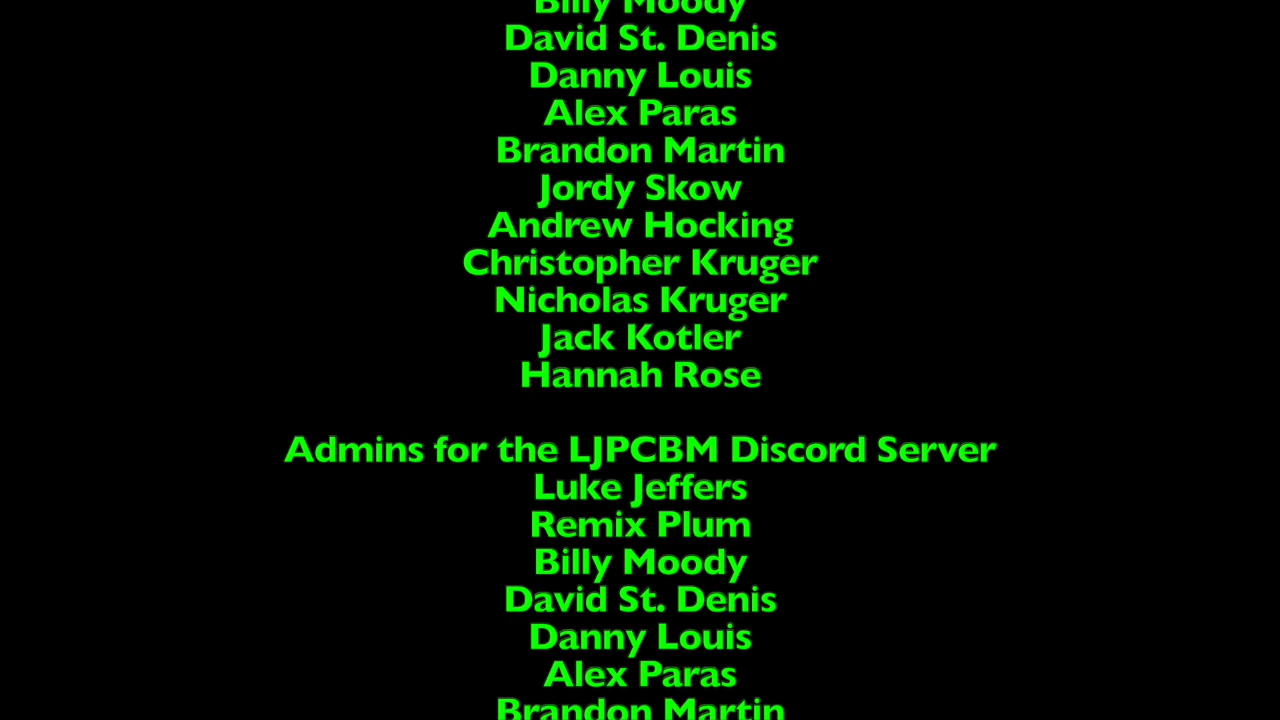 Billy Moody
David St. Denis
Danny Louis
Alex Paras
Brandon Martin
Jordy Skow
Andrew Hocking
Christopher Kruger
Nicholas Kruger
Jack Kotler
Hannah Rose
Admins for the LJPCBM Discord Server
Luke Jeffers
Remix Plum
Billy Moody
David St. Denis
Danny Louis
Alex Paras
Brandon Martin